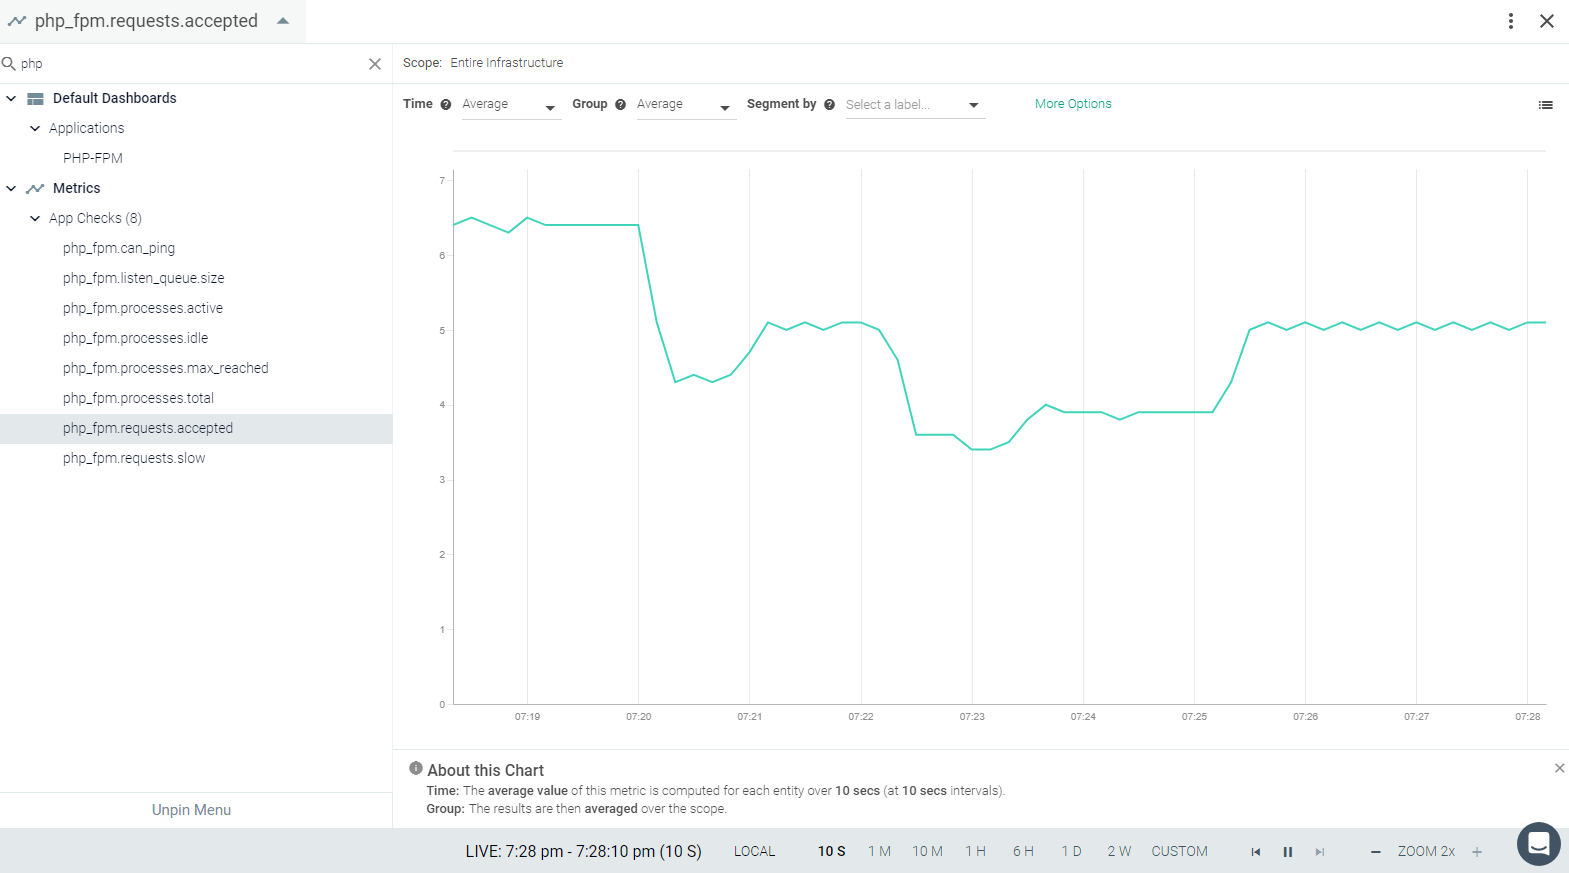 php_fpm.requests.accepted
php
Scope: Entire Infrastructure
Default Dashboards
Applications
PHP-FPM
Metrics
App Checks (8)
php_fpm.can_ping
php_fpm.listen_queue.size
php_fpm.processes.active
php_fpm.processes.idle
php_fpm.processes.max_reached
php_fpm.processes.total
php_fpm.requests.accepted
php_fpm.requests.slow
Unpin Menu
Time ? Average Group ? Average Segment by ? Select a label... More Options
7
6
5
4
3
2
1
0
07:19 07:20 07:21 07:22 07:23 07:24 07:25 07:26 07:27 07:28
About this Chart
Time: The average value of this metric is computed for each entity over 10 secs (at 10 secs intervals).
Group: The results are then averaged over the scope.
LIVE: 7:28 pm - 7:28:10 pm (10 S) LOCAL 10 S 1 M 10 M 1 H 6 H 1 D 2 W CUSTOM ZOOM 2x